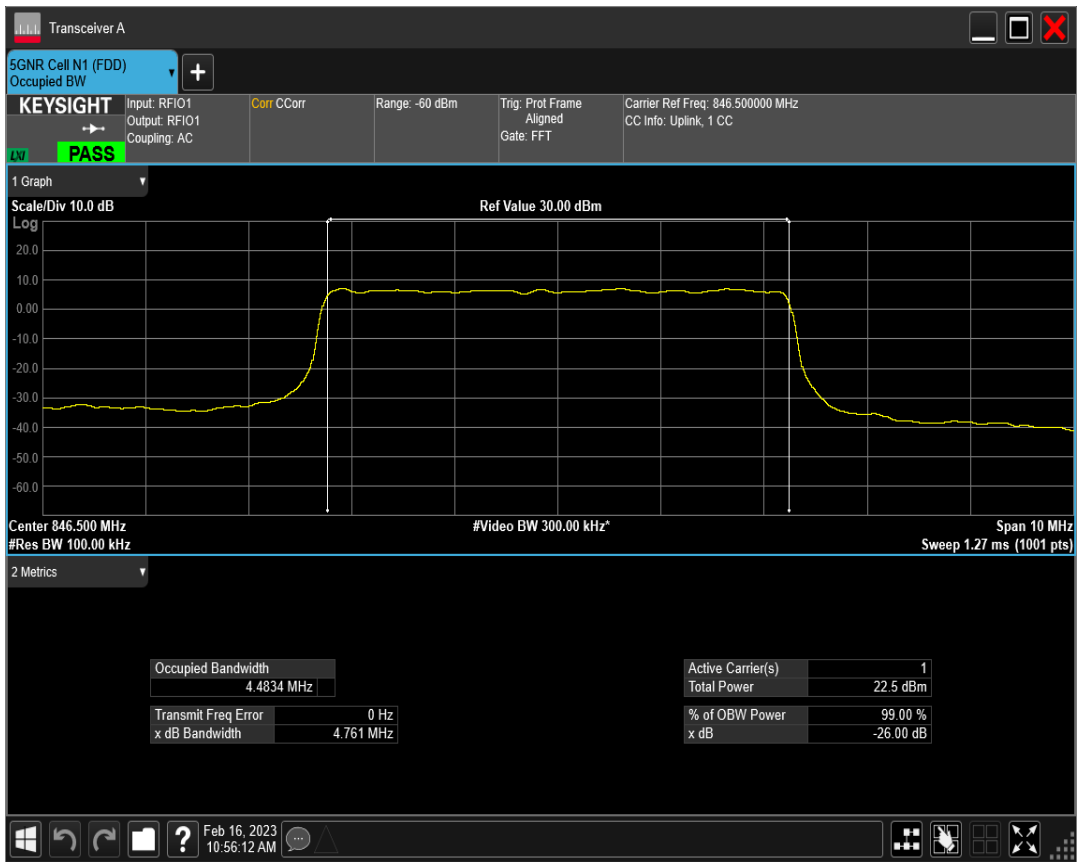 Transceiver A
5GNR Cell N1 (FDD)
Occupied BW
KEYSIGHT
LXI
PASS
Input: RFIO1
Output: RFIO1
Coupling: AC
Corr CCorr
Range: -60 dBm
Trig: Prot Frame
Aligned
Gate: FFT
Carrier Ref Freq: 846.500000 MHz
CC Info: Uplink, 1 CC
1 Graph
Scale/Div 10.0 dB
Ref Value 30.00 dBm
Log
20.0
10.0
0.00
-10.0
-20.0
-30.0
-40.0
-50.0
-60.0
Center 846.500 MHz
#Video BW 300.00 kHz*
Span 10 MHz
#Res BW 100.00 kHz
Sweep 1.27 ms (1001 pts)
2 Metrics
Occupied Bandwidth
4.4834 MHz
Transmit Freq Error 0 Hz
x dB Bandwidth 4.761 MHz
Active Carrier(s) 1
Total Power 22.5 dBm
% of OBW Power 99.00 %
x dB -26.00 dB
Feb 16, 2023
10:56:12 AM